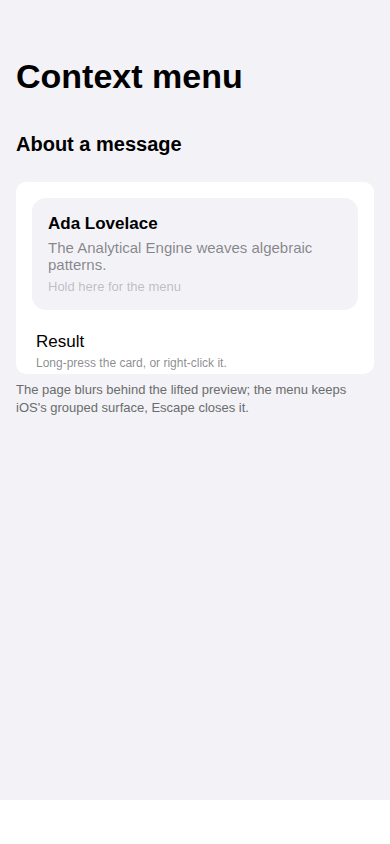 Context menu
About a message
Ada Lovelace
The Analytical Engine weaves algebraic
patterns.
Hold here for the menu
Result
Long-press the card, or right-click it.
The page blurs behind the lifted preview; the menu keeps
iOS's grouped surface, Escape closes it.